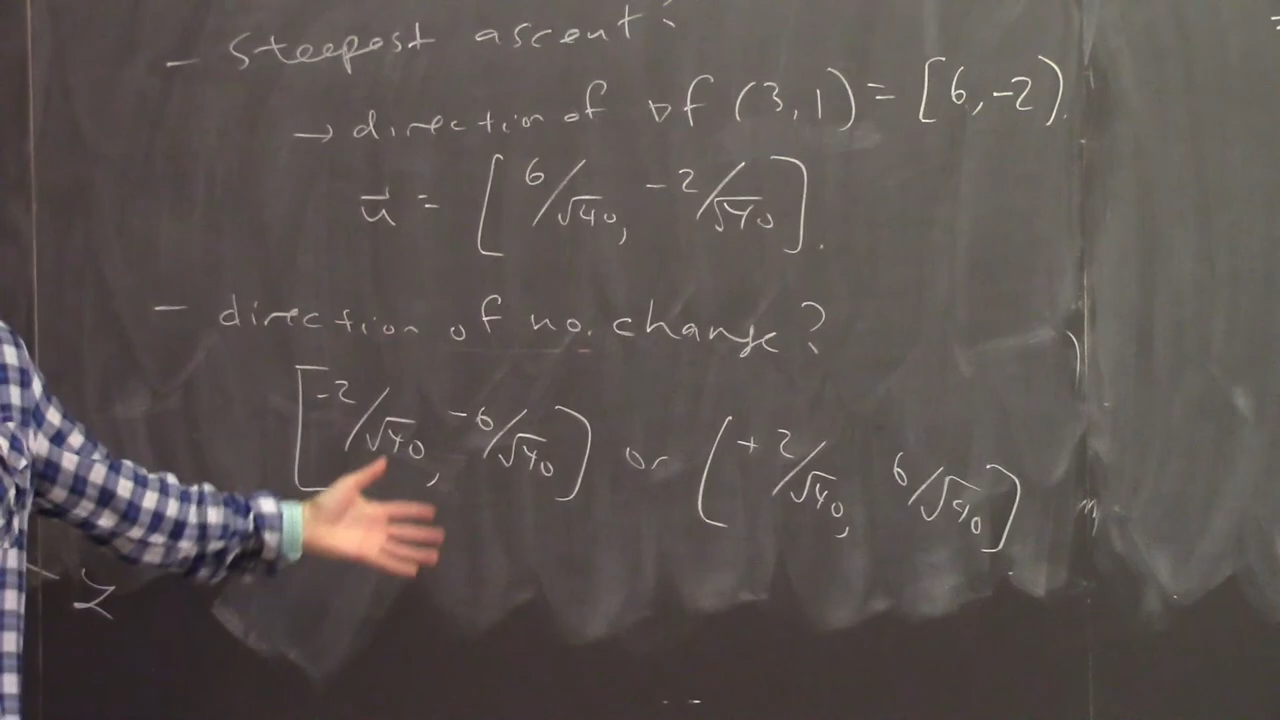 - steepest ascent:
→ direction of ∇f (3,1) = [6,-2].
u⃗ = [6/√40, -2/√40].
- direction of no change?
[-2/√40, -6/√40] or [+2/√40, 6/√40]